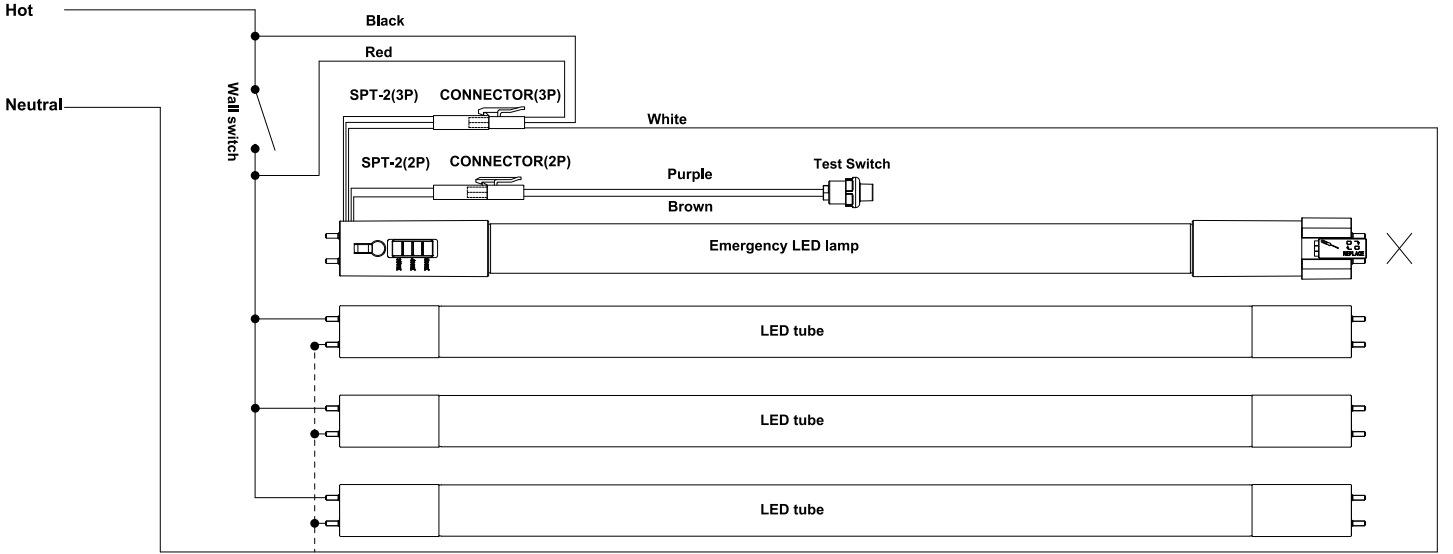 Hot
Black
Red
Neutral
Wall switch
SPT-2(3P) CONNECTOR(3P)
White
SPT-2(2P) CONNECTOR(2P)
Purple
Test Switch
Brown
Emergency LED lamp
REPLACE
LED tube
LED tube
LED tube